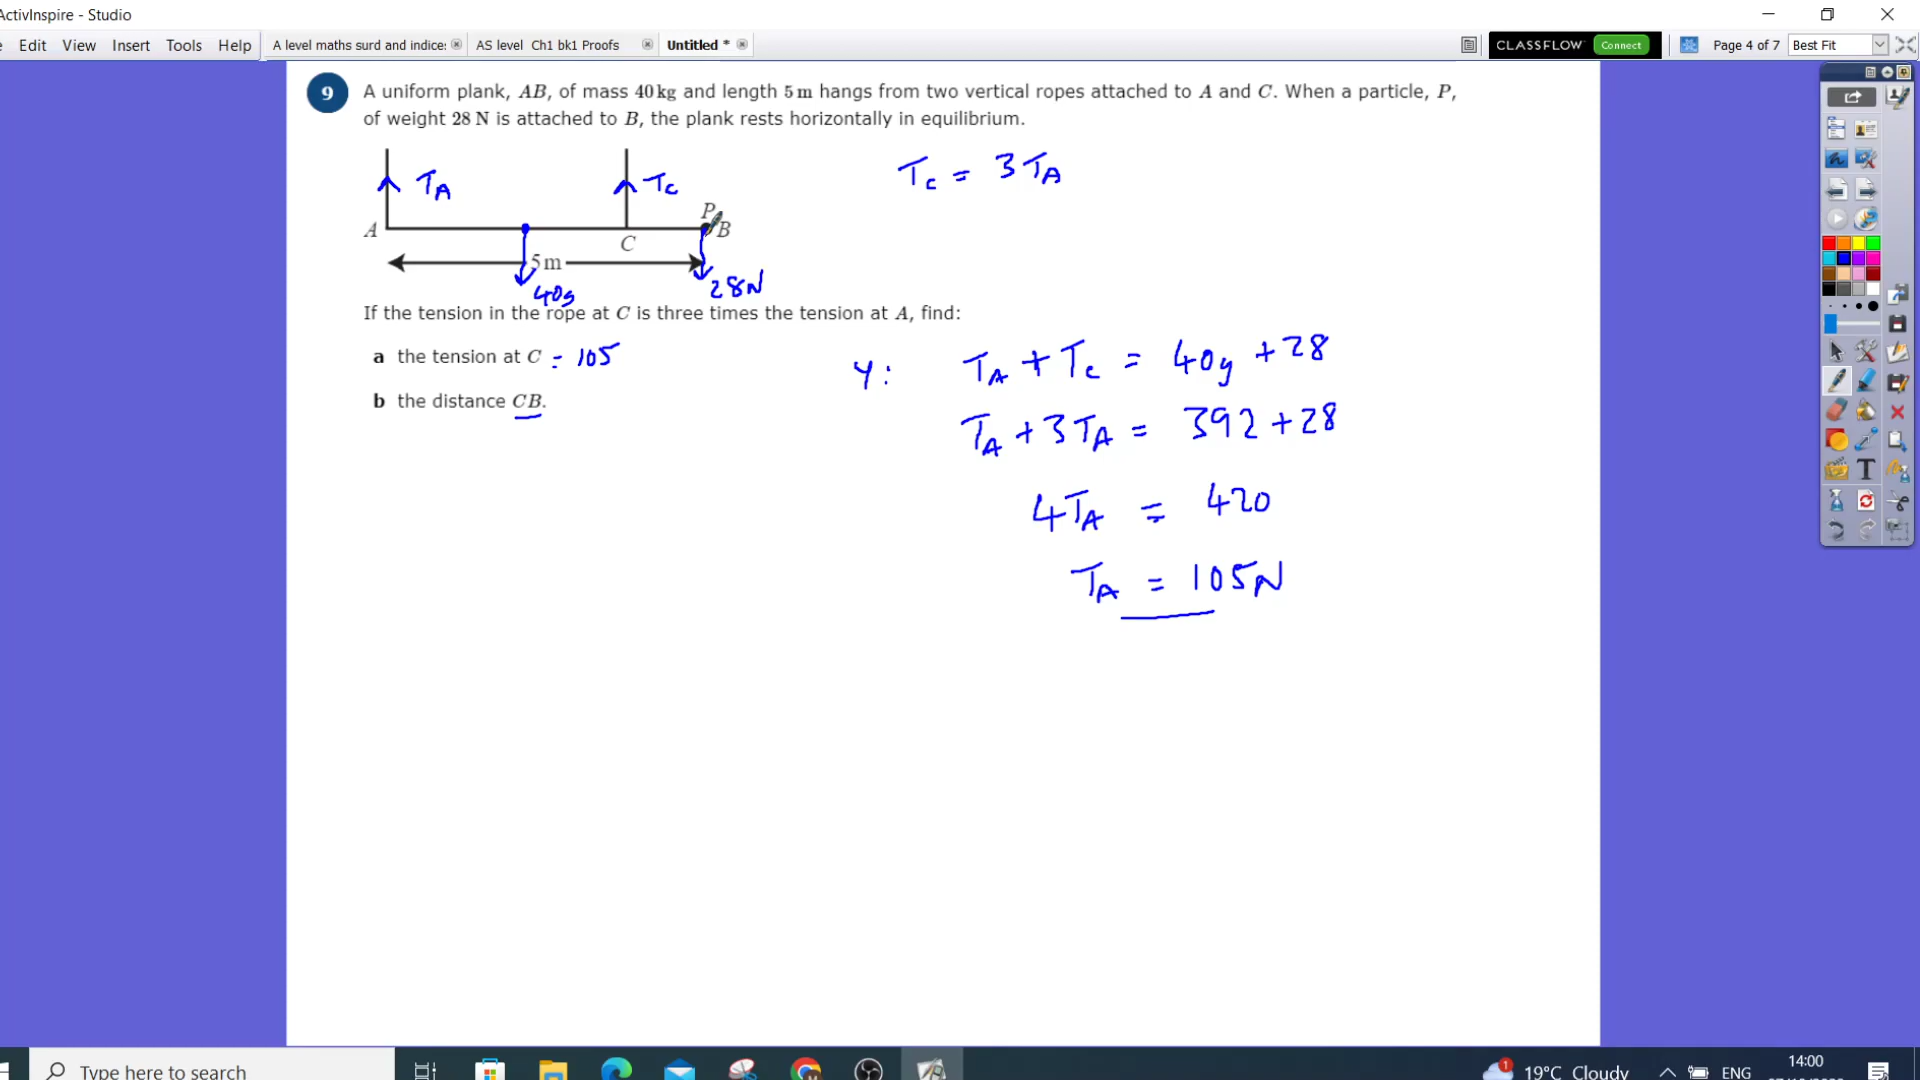 ActivInspire - Studio
Edit View Insert Tools Help
A level maths surd and indice: AS level Ch1 bk1 Proofs Untitled *
CLASSFLOW Connect Page 4 of 7 Best Fit
9 A uniform plank, AB, of mass 40 kg and length 5 m hangs from two vertical ropes attached to A and C. When a particle, P,
of weight 28 N is attached to B, the plank rests horizontally in equilibrium.
T_C = 3T_A
T_A T_C
P
A C B
5 m
40g 28N
If the tension in the rope at C is three times the tension at A, find:
a the tension at C = 105
b the distance CB.
Y: T_A + T_C = 40g + 28
T_A + 3T_A = 392 + 28
4T_A = 420
T_A = 105N
Type here to search
1 19°C Cloudy ENG 14:00